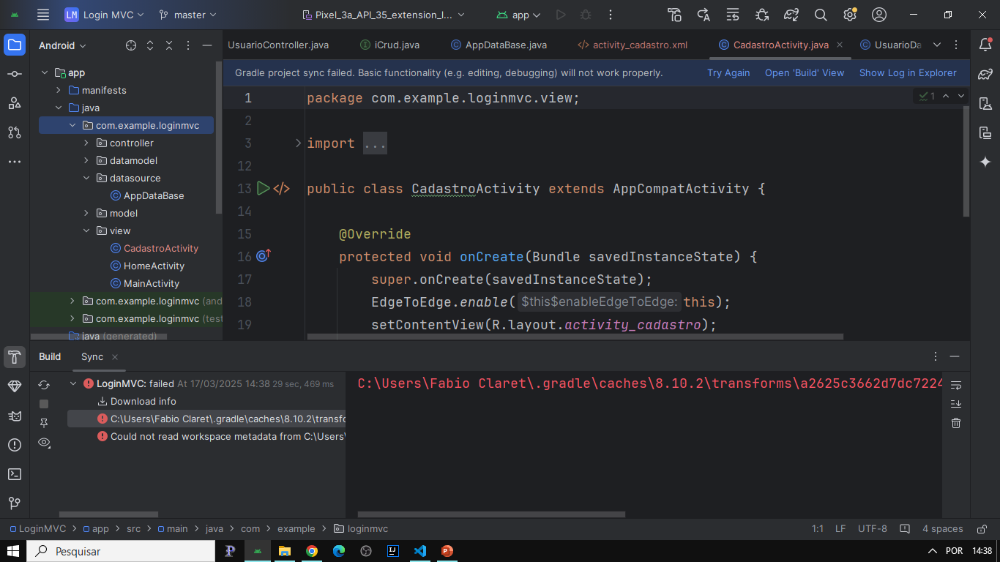 LM Login MVC master Pixel_3a_API_35_extension_l... app
Android
UsuarioController.java iCrud.java AppDataBase.java activity_cadastro.xml CadastroActivity.java UsuarioDa
Gradle project sync failed. Basic functionality (e.g. editing, debugging) will not work properly. Try Again Open 'Build' View Show Log in Explorer
app
manifests
java
com.example.loginmvc
controller
datamodel
datasource
AppDataBase
model
view
CadastroActivity
HomeActivity
MainActivity
com.example.loginmvc (and
com.example.loginmvc (test
java (generated)
1 package com.example.loginmvc.view; 1
2
3 import ...
12
13 public class CadastroActivity extends AppCompatActivity {
14
15 @Override
16 protected void onCreate(Bundle savedInstanceState) {
17 super.onCreate(savedInstanceState);
18 EdgeToEdge.enable( $this$enableEdgeToEdge: this);
19 setContentView(R.layout.activity_cadastro);
Build Sync
LoginMVC: failed At 17/03/2025 14:38 29 sec, 469 ms
Download info
C:\Users\Fabio Claret\.gradle\caches\8.10.2\transfo
Could not read workspace metadata from C:\Users\
C:\Users\Fabio Claret\.gradle\caches\8.10.2\transforms\a2625c3662d7dc7224
LoginMVC app src main java com example loginmvc 1:1 LF UTF-8 4 spaces
Pesquisar POR 14:38